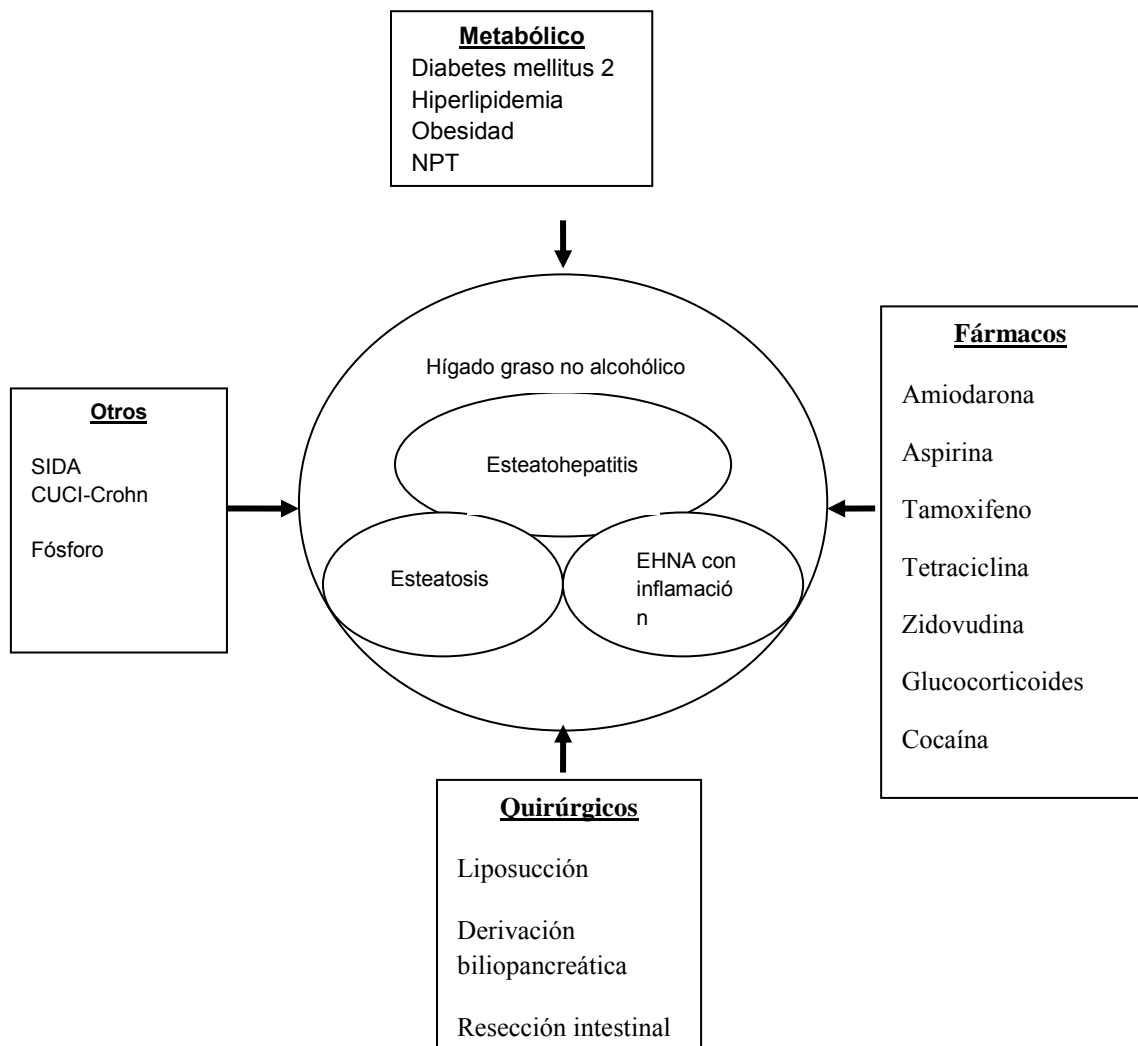 Metabólico
Diabetes mellitus 2
Hiperlipidemia
Obesidad
NPT
Hígado graso no alcohólico
Esteatohepatitis
Esteatosis
EHNA con
inflamació
n
Otros
SIDA
CUCI-Crohn
Fósforo
Fármacos
Amiodarona
Aspirina
Tamoxifeno
Tetraciclina
Zidovudina
Glucocorticoides
Cocaína
Quirúrgicos
Liposucción
Derivación
biliopancreática
Resección intestinal